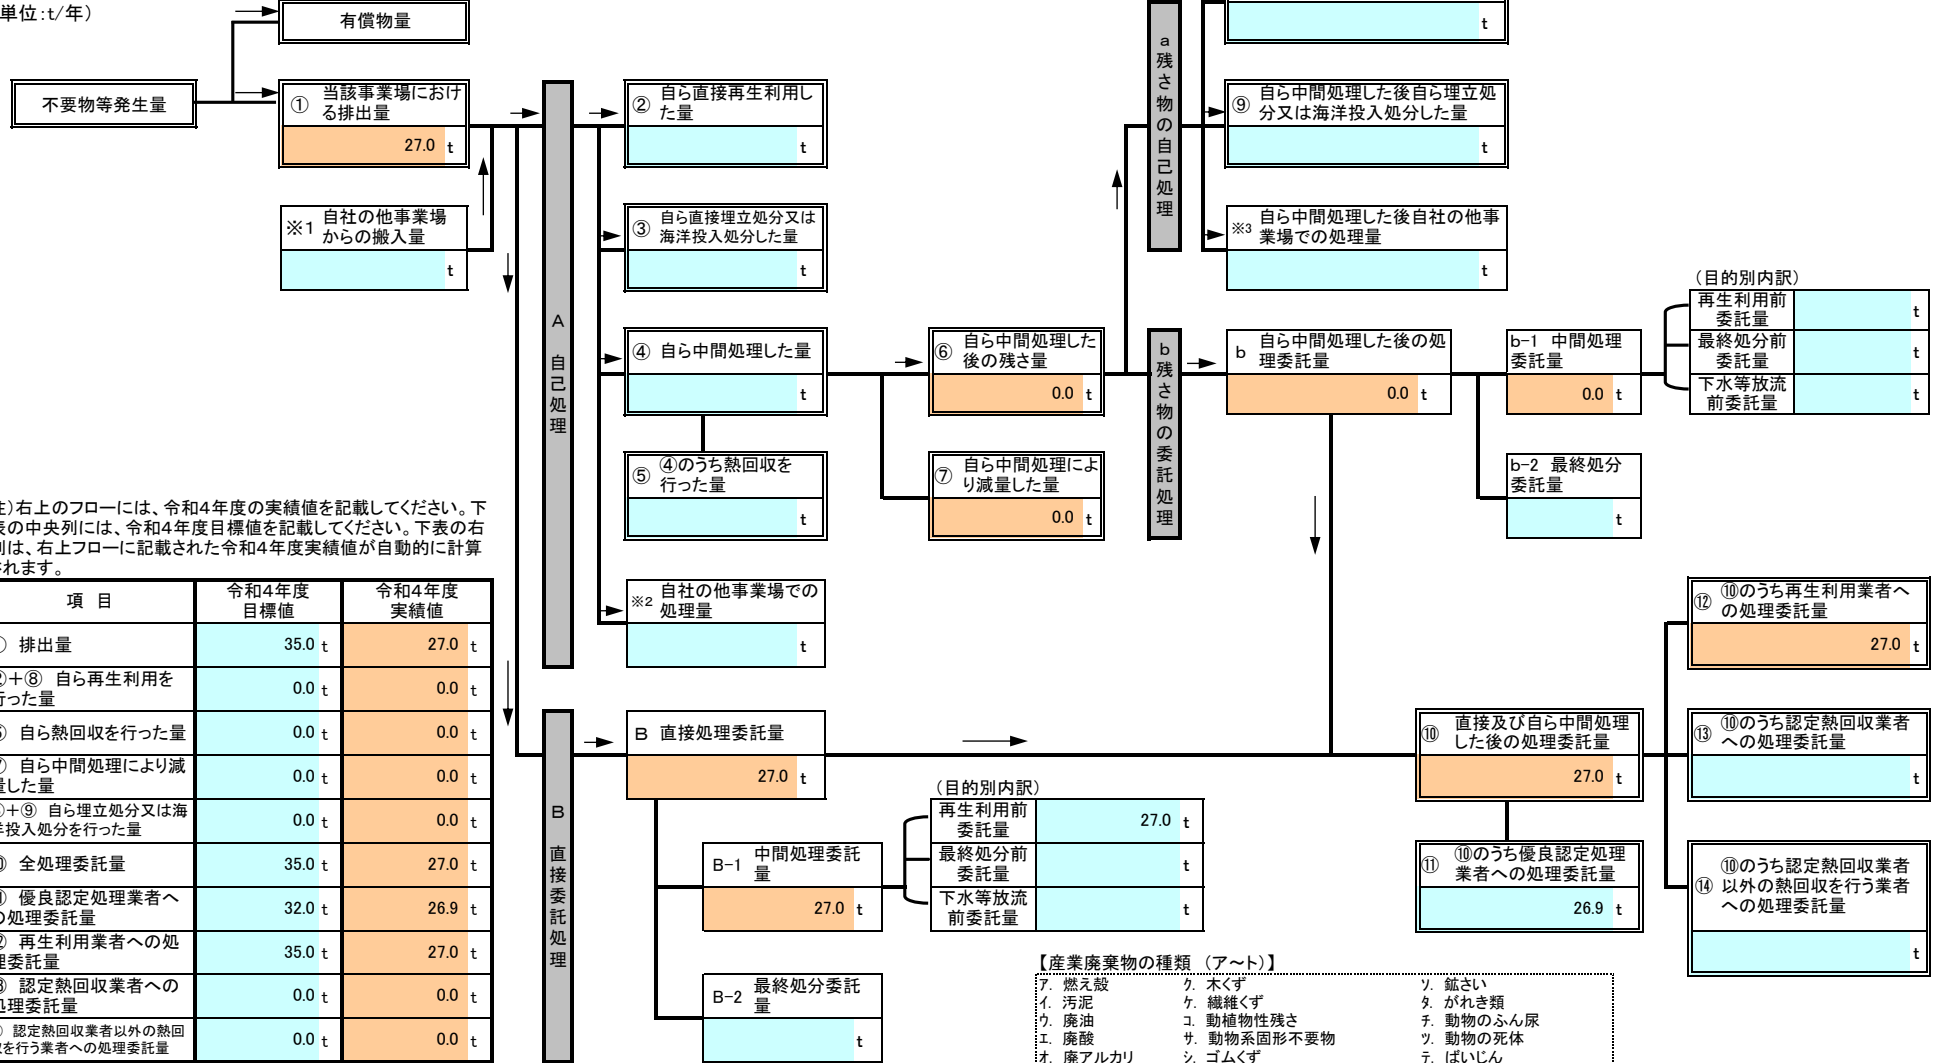 単位:t/年)
有償物量
不要物等発生量
① 当該事業場におけ
る排出量
27.0 t
※1 自社の他事業場
からの搬入量
t
A 自己処理
② 自ら直接再生利用し
た量
t
③ 自ら直接埋立処分又は
海洋投入処分した量
t
④ 自ら中間処理した量
t
⑤ ④のうち熱回収を
行った量
t
※2 自社の他事業場での
処理量
t
⑥ 自ら中間処理した
後の残さ量
0.0 t
⑦ 自ら中間処理によ
り減量した量
0.0 t
a 残さ物の自己処理
t
⑨ 自ら中間処理した後自ら埋立処
分又は海洋投入処分した量
t
※3 自ら中間処理した後自社の他事
業場での処理量
t
b 残さ物の委託処理
b 自ら中間処理した後の処
理委託量
0.0 t
b-1 中間処理
委託量
0.0 t
b-2 最終処分
委託量
t
(目的別内訳)
再生利用前
委託量
t
最終処分前
委託量
t
下水等放流
前委託量
t
注)右上のフローには、令和4年度の実績値を記載してください。下
表の中央列には、令和4年度目標値を記載してください。下表の右
列は、右上フローに記載された令和4年度実績値が自動的に計算
されます。
項 目 令和4年度
目標値 令和4年度
実績値
① 排出量 35.0 t 27.0 t
②+⑧ 自ら再生利用を
行った量 0.0 t 0.0 t
⑤ 自ら熱回収を行った量 0.0 t 0.0 t
⑦ 自ら中間処理により減
量した量 0.0 t 0.0 t
③+⑨ 自ら埋立処分又は海
洋投入処分を行った量 0.0 t 0.0 t
⑩ 全処理委託量 35.0 t 27.0 t
⑪ 優良認定処理業者へ
の処理委託量 32.0 t 26.9 t
⑫ 再生利用業者への処
理委託量 35.0 t 27.0 t
⑬ 認定熱回収業者への
処理委託量 0.0 t 0.0 t
⑭ 認定熱回収業者以外の熱回
収を行う業者への処理委託量 0.0 t 0.0 t
B 直接委託処理
B 直接処理委託量
27.0 t
B-1 中間処理委託
量
27.0 t
B-2 最終処分委託
量
t
(目的別内訳)
再生利用前
委託量
27.0 t
最終処分前
委託量
t
下水等放流
前委託量
t
⑩ 直接及び自ら中間処理
した後の処理委託量
27.0 t
⑪ ⑩のうち優良認定処理
業者への処理委託量
26.9 t
⑫ ⑩のうち再生利用業者へ
の処理委託量
27.0 t
⑬ ⑩のうち認定熱回収業者
への処理委託量
t
⑭ ⑩のうち認定熱回収業者
以外の熱回収を行う業者
への処理委託量
t
【産業廃棄物の種類 (ア~ト)】
ア. 燃え殻 ク. 木くず ソ. 鉱さい
イ. 汚泥 ケ. 繊維くず タ. がれき類
ウ. 廃油 コ. 動植物性残さ チ. 動物のふん尿
エ. 廃酸 サ. 動物系固形不要物 ツ. 動物の死体
オ. 廃アルカリ シ. ゴムくず テ. ばいじん